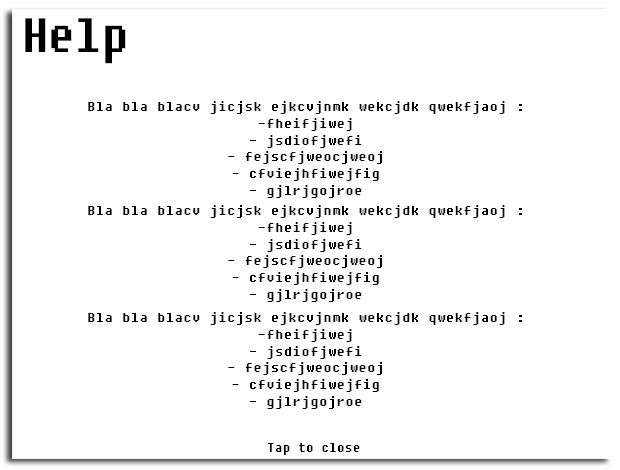 Help
Bla bla blacv jicjsk ejkcvjnmk wekcjdk qwekfjaoj :
-fheifjiwej
- jsdiofjwefi
- fejscfjweocjweoj
- cfviejhfiwejfig
- gjlrjgojroe
Bla bla blacv jicjsk ejkcvjnmk wekcjdk qwekfjaoj :
-fheifjiwej
- jsdiofjwefi
- fejscfjweocjweoj
- cfviejhfiwejfig
- gjlrjgojroe
Bla bla blacv jicjsk ejkcvjnmk wekcjdk qwekfjaoj :
-fheifjiwej
- jsdiofjwefi
- fejscfjweocjweoj
- cfviejhfiwejfig
- gjlrjgojroe
Tap to close